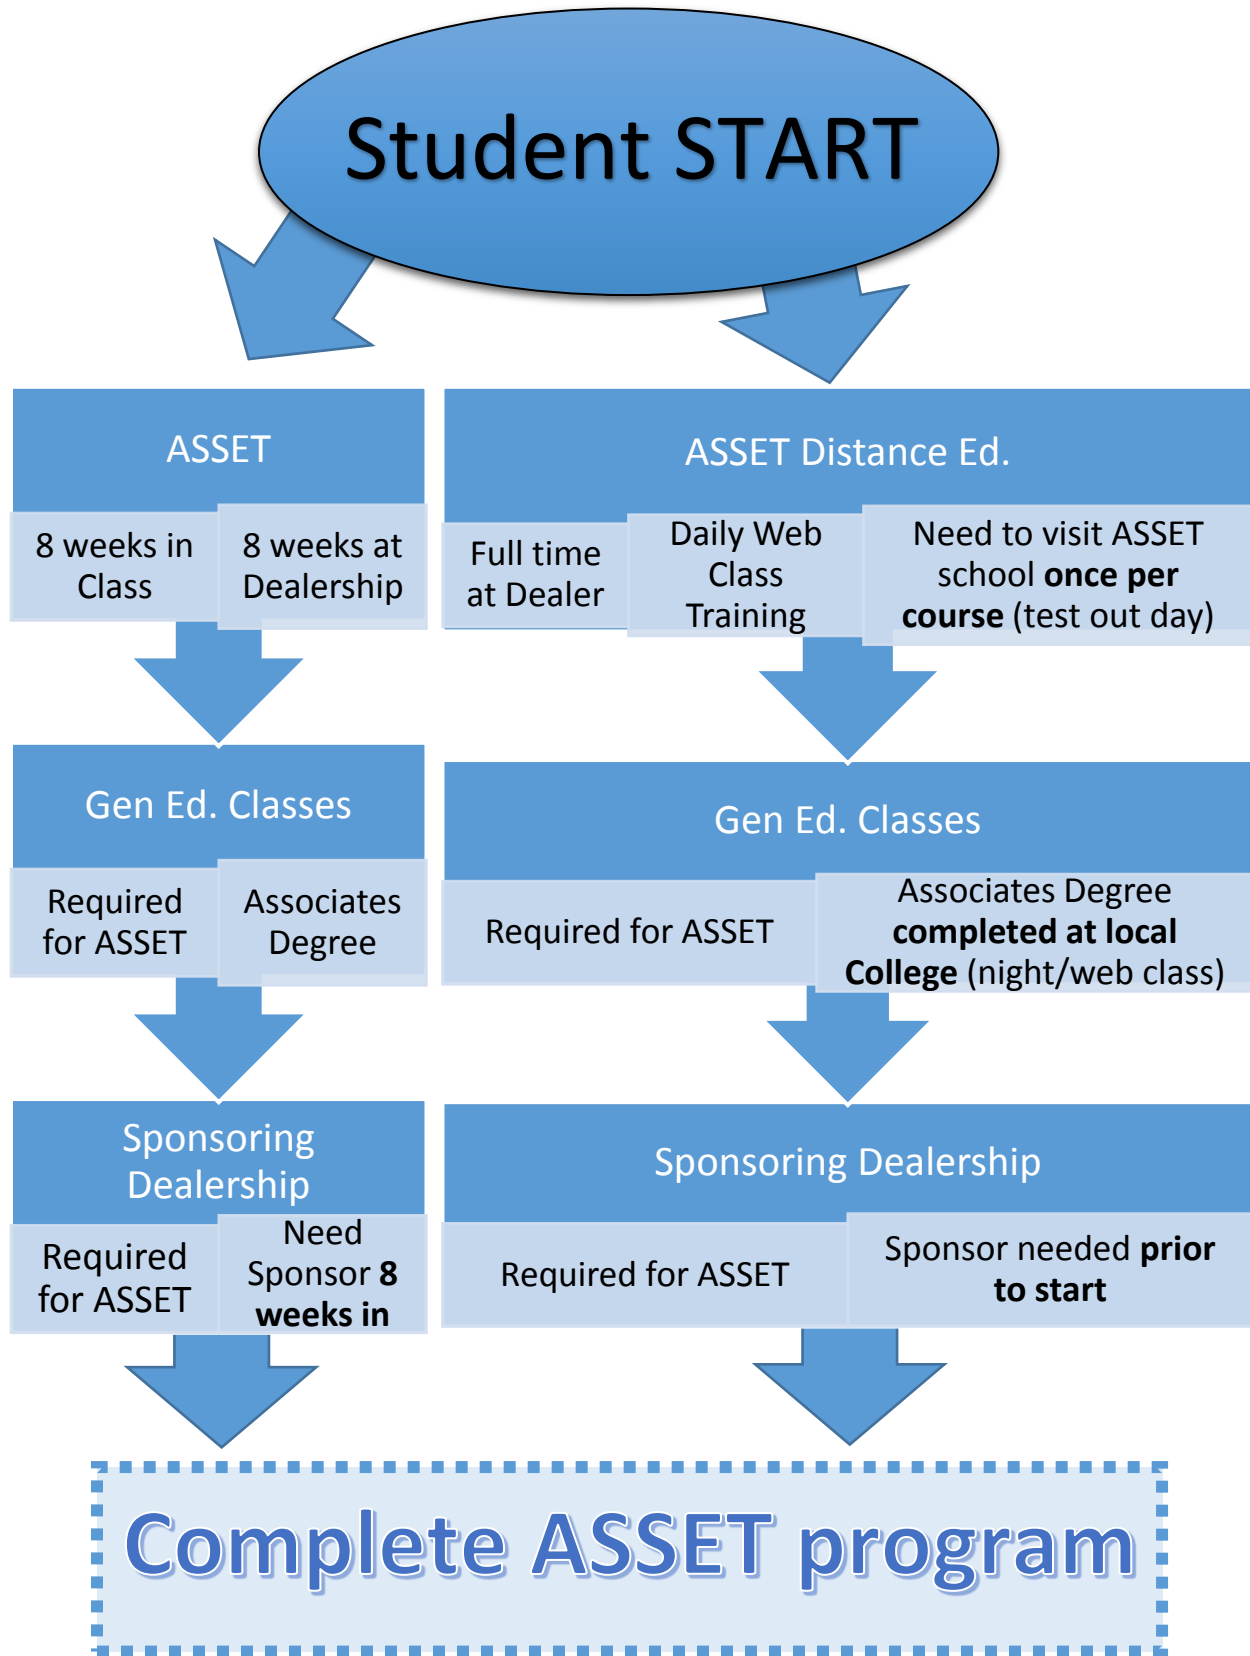 Student START
ASSET
8 weeks in
Class
8 weeks at
Dealership
ASSET Distance Ed.
Full time
at Dealer
Daily Web
Class
Training
Need to visit ASSET
school once per
course (test out day)
Gen Ed. Classes
Required
for ASSET
Associates
Degree
Gen Ed. Classes
Required for ASSET
Associates Degree
completed at local
College (night/web class)
Sponsoring
Dealership
Required
for ASSET
Need
Sponsor 8
weeks in
Sponsoring Dealership
Required for ASSET
Sponsor needed prior
to start
Complete ASSET program